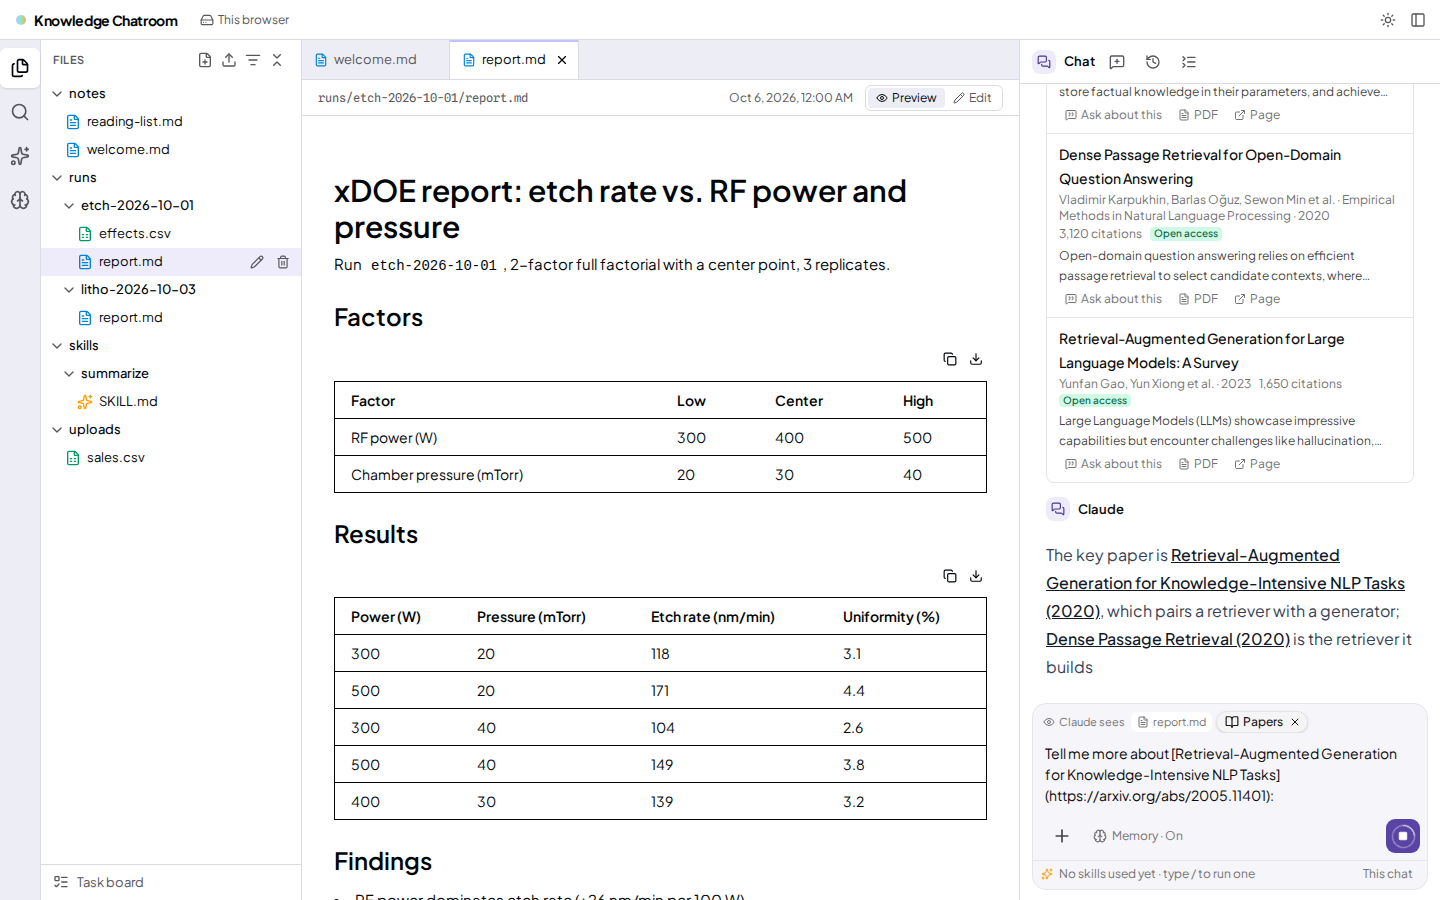 Knowledge Chatroom
This browser
FILES
notes
reading-list.md
welcome.md
runs
etch-2026-10-01
effects.csv
report.md
litho-2026-10-03
report.md
skills
summarize
SKILL.md
uploads
sales.csv
Task board
welcome.md
report.md
runs/etch-2026-10-01/report.md
Oct 6, 2026, 12:00 AM
Preview
Edit
xDOE report: etch rate vs. RF power and
pressure
Run etch-2026-10-01 , 2-factor full factorial with a center point, 3 replicates.
Factors
Factor Low Center High
RF power (W) 300 400 500
Chamber pressure (mTorr) 20 30 40
Results
Power (W) Pressure (mTorr) Etch rate (nm/min) Uniformity (%)
300 20 118 3.1
500 20 171 4.4
300 40 104 2.6
500 40 149 3.8
400 30 139 3.2
Findings
RF power dominates etch rate (+26 nm/min per 100 W)
Chat
store factual knowledge in their parameters, and achieve…
Ask about this PDF Page
Dense Passage Retrieval for Open-Domain
Question Answering
Vladimir Karpukhin, Barlas Oğuz, Sewon Min et al. · Empirical
Methods in Natural Language Processing · 2020
3,120 citations Open access
Open-domain question answering relies on efficient
passage retrieval to select candidate contexts, where…
Ask about this PDF Page
Retrieval-Augmented Generation for Large
Language Models: A Survey
Yunfan Gao, Yun Xiong et al. · 2023 1,650 citations
Open access
Large Language Models (LLMs) showcase impressive
capabilities but encounter challenges like hallucination,…
Ask about this PDF Page
Claude
The key paper is Retrieval-Augmented
Generation for Knowledge-Intensive NLP Tasks
(2020), which pairs a retriever with a generator;
Dense Passage Retrieval (2020) is the retriever it
builds
Claude sees report.md Papers
Tell me more about [Retrieval-Augmented Generation
for Knowledge-Intensive NLP Tasks]
(https://arxiv.org/abs/2005.11401):
Memory · On
No skills used yet · type / to run one
This chat